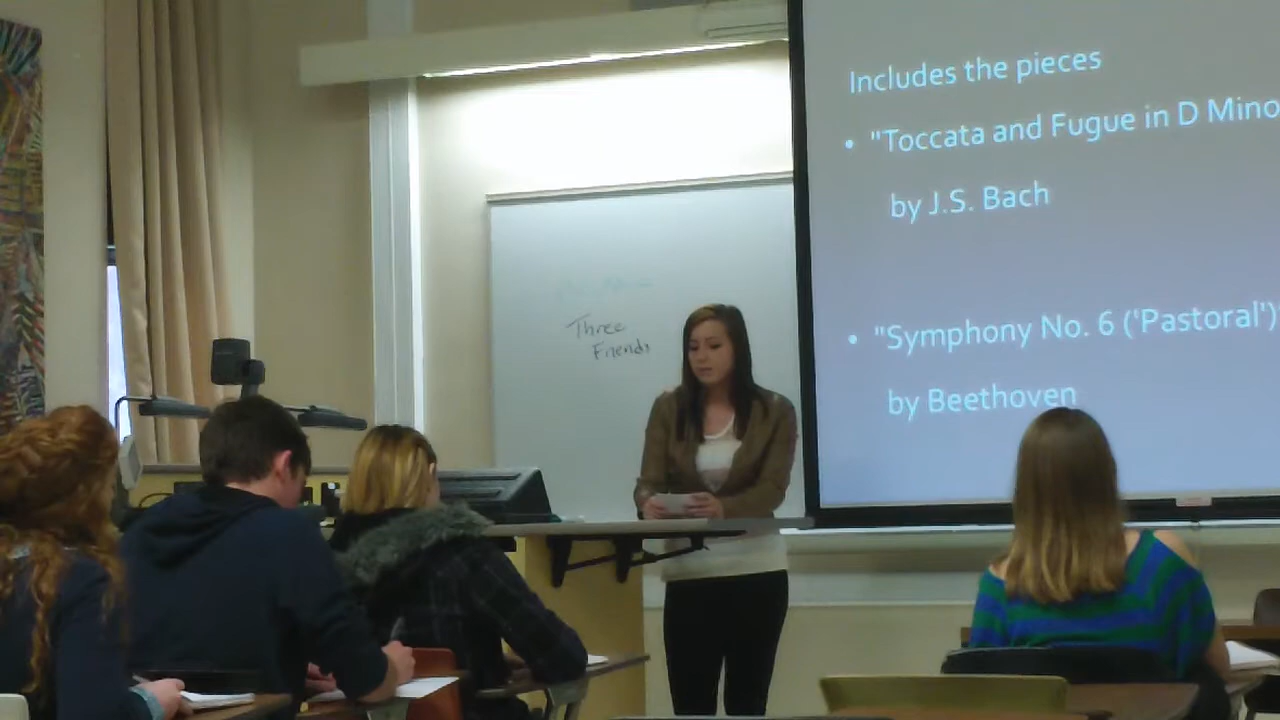 Includes the pieces
• "Toccata and Fugue in D Mino
by J.S. Bach
• "Symphony No. 6 ('Pastoral')
by Beethoven
Three
Friends